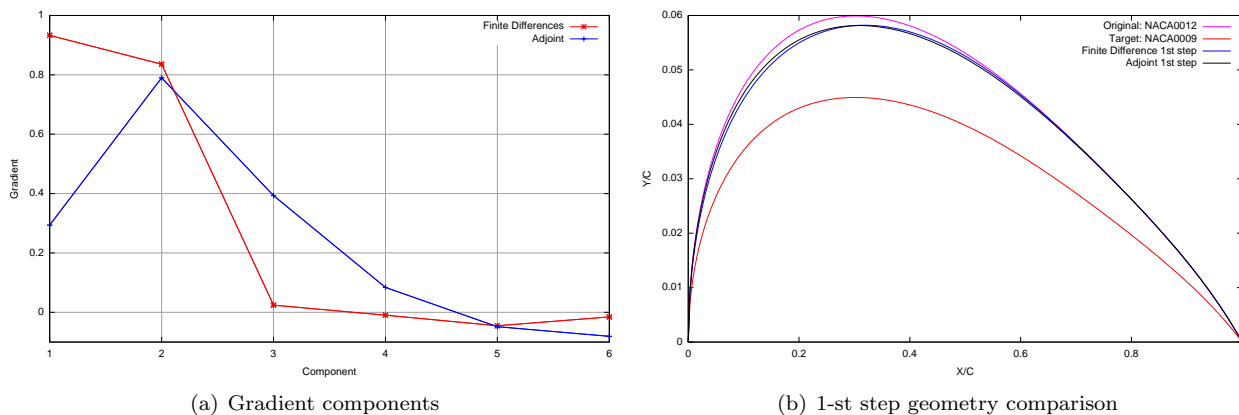 Finite Differences
Adjoint
1
0.8
0.6
0.4
0.2
0
Gradient
1 2 3 4 5 6
Component
(a) Gradient components
Original: NACA0012
Target: NACA0009
Finite Difference 1st step
Adjoint 1st step
0.06
0.05
0.04
0.03
0.02
0.01
0
Y/C
0 0.2 0.4 0.6 0.8
X/C
(b) 1-st step geometry comparison